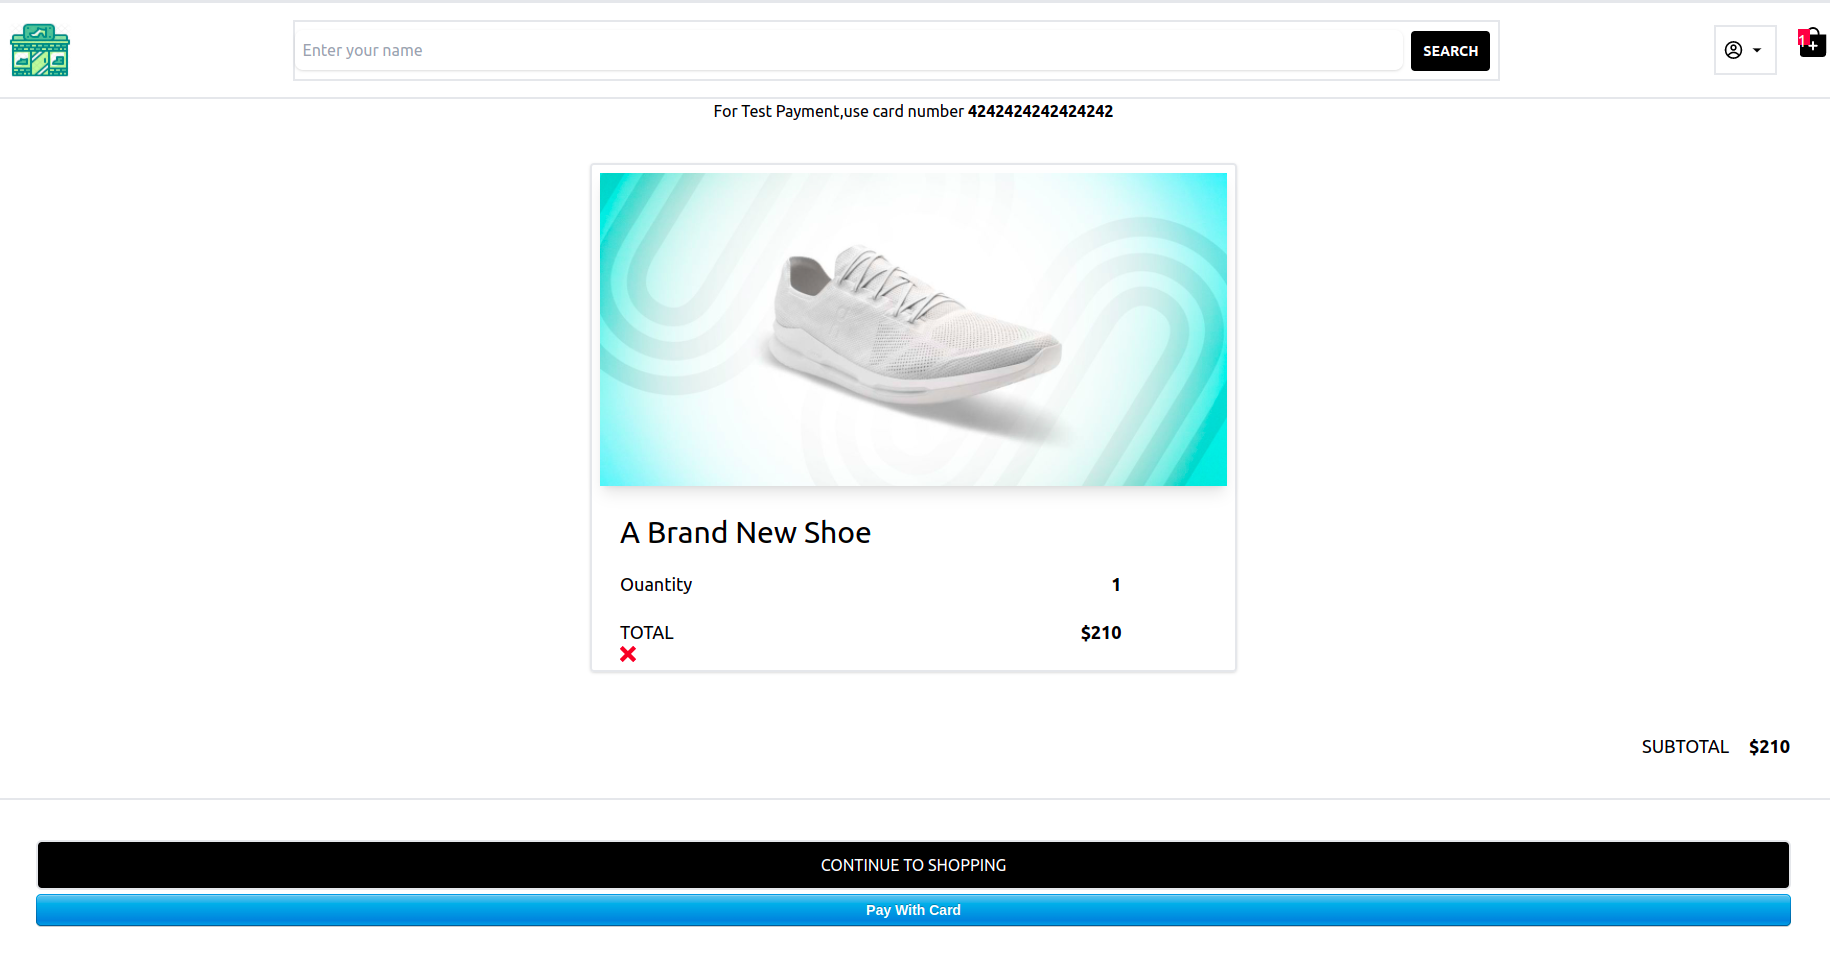 Enter your name
SEARCH
1
For Test Payment,use card number 4242424242424242
A Brand New Shoe
Ouantity 1
TOTAL $210
SUBTOTAL $210
CONTINUE TO SHOPPING
Pay With Card